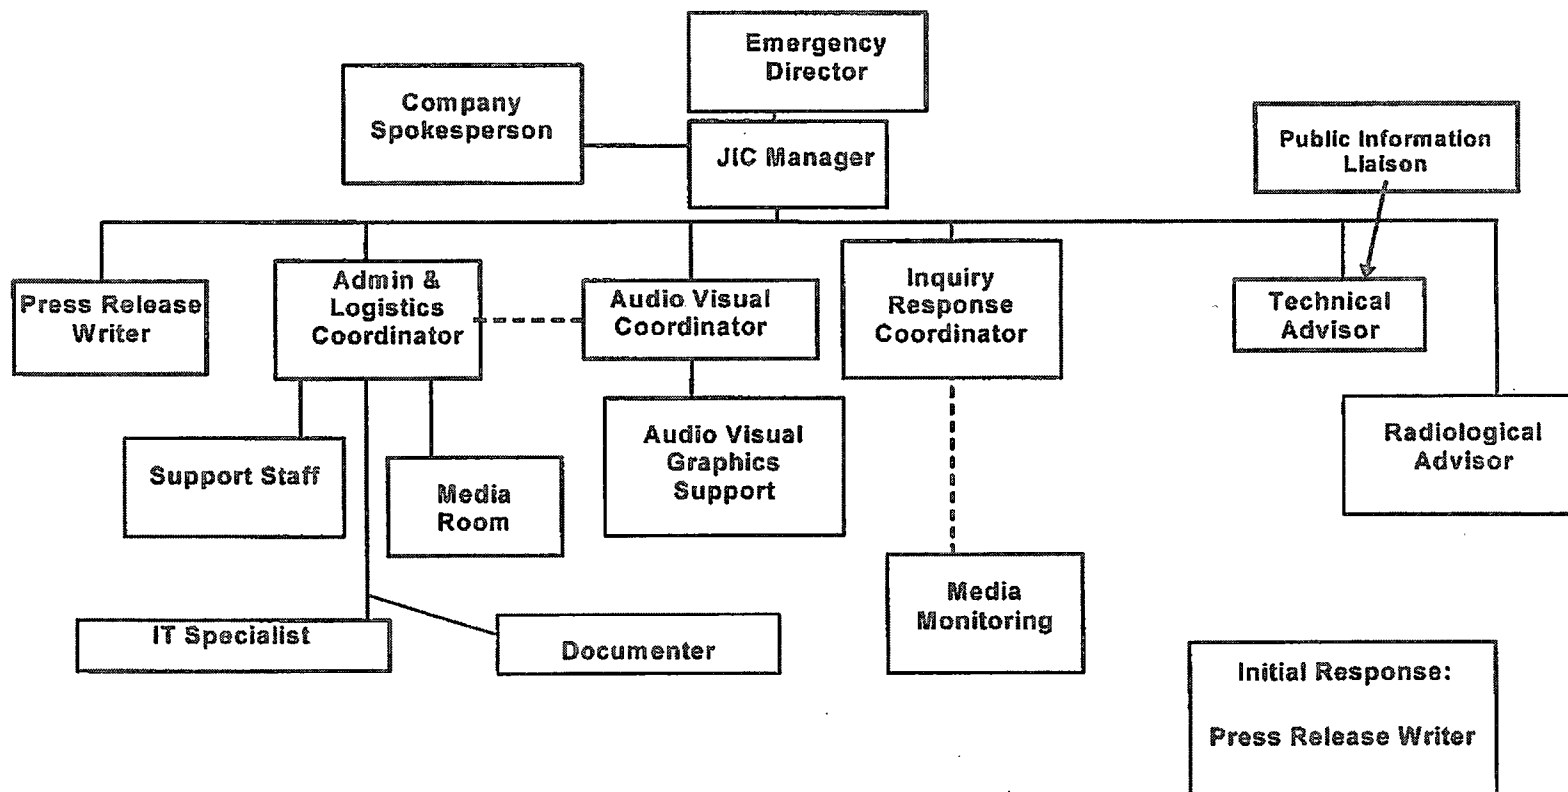 Emergency
Director
Company
Spokesperson
JIC Manager
Public Information
Liaison
Press Release
Writer
Admin &
Logistics
Coordinator
Audio Visual
Coordinator
Inquiry
Response
Coordinator
Technical
Advisor
Support Staff
Media
Room
Audio Visual
Graphics
Support
Radiological
Advisor
IT Specialist
Documenter
Media
Monitoring
Initial Response:
Press Release Writer